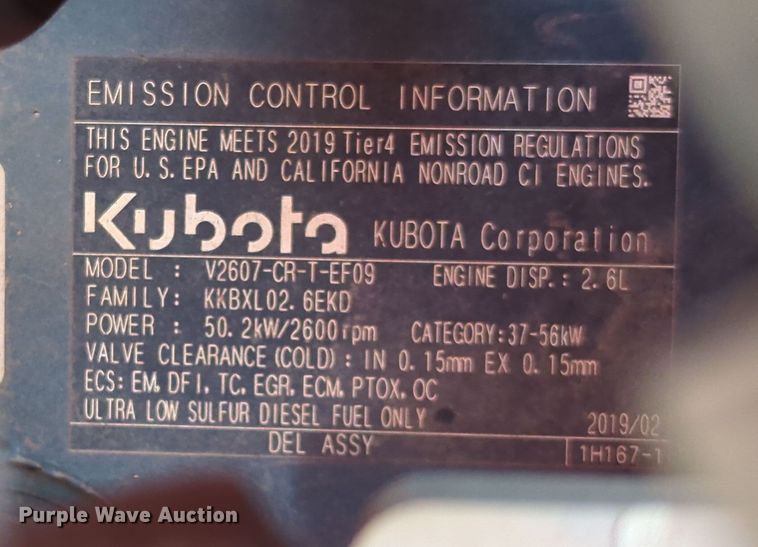 EMISSION CONTROL INFORMATION
THIS ENGINE MEETS 2019 Tier4 EMISSION REGULATIONS
FOR U.S.EPA AND CALIFORNIA NONROAD CI ENGINES.
Kubota KUBOTA Corporation
MODEL : V2607-CR-T-EF09 ENGINE DISP.: 2.6L
FAMILY: KKBXL02.6EKD
POWER : 50.2kW/2600rpm CATEGORY:37-56kW
VALVE CLEARANCE(COLD): IN 0.15mm EX 0.15mm
ECS: EM, DFI, TC, EGR, ECM, PTOX, OC
ULTRA LOW SULFUR DIESEL FUEL ONLY 2019/02
DEL ASSY 1H167-1
Purple Wave Auction